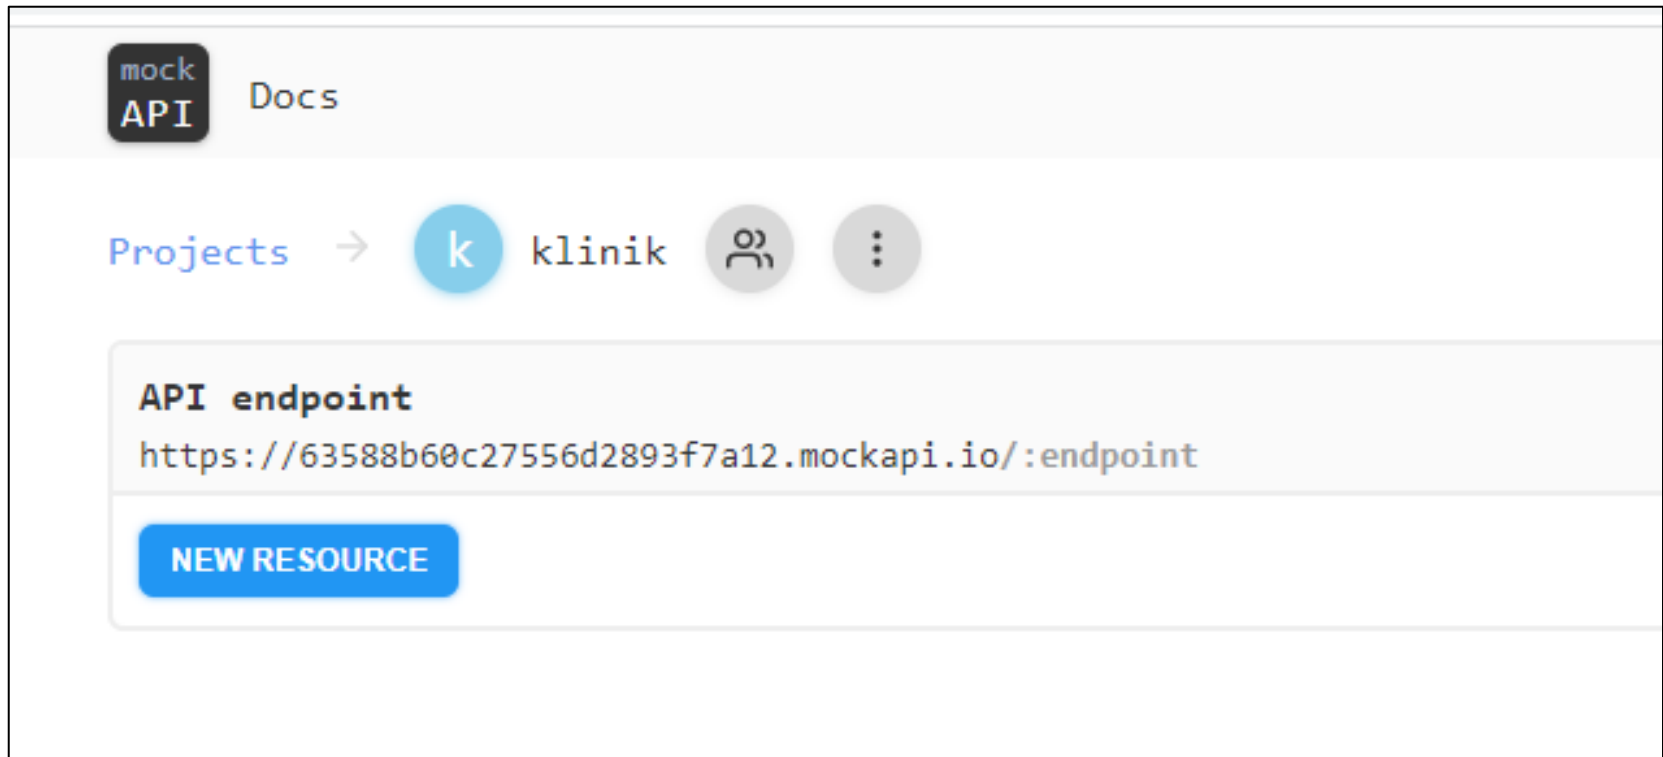 mock
API
Docs
Projects → k klinik
API endpoint
https://63588b60c27556d2893f7a12.mockapi.io/:endpoint
NEW RESOURCE